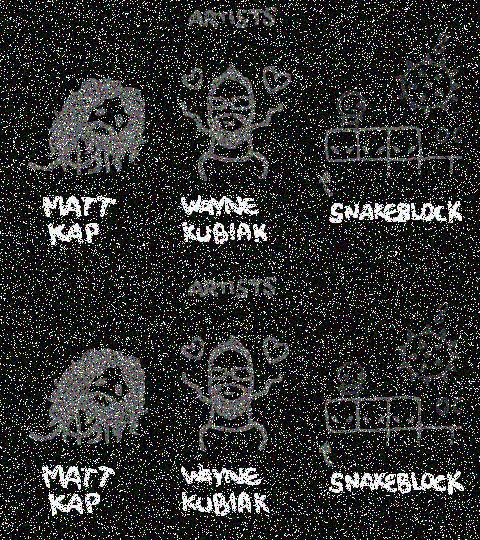 ARTISTS
MATT
KAP
WAYNE
KUBIAK
SNAKEBLOCK
ARTISTS
MATT
KAP
WAYNE
KUBIAK
SNAKEBLOCK